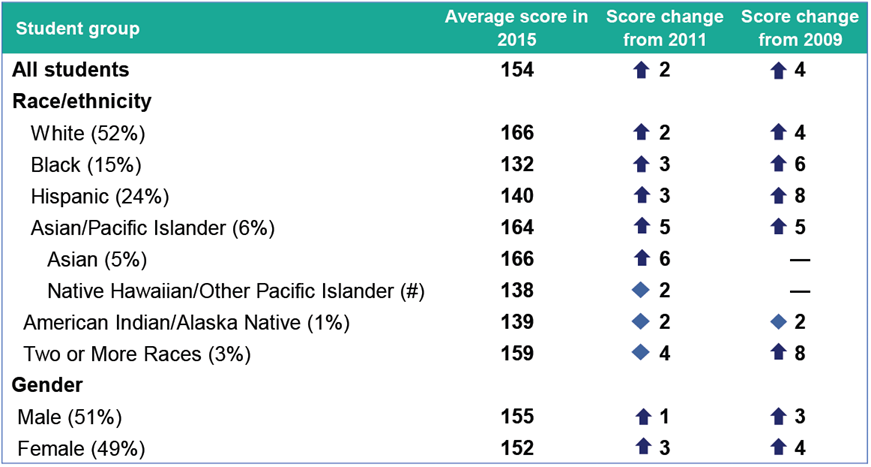 Student group Average score in 2015 Score change from 2011 Score change from 2009
All students 154 2 4
Race/ethnicity
White (52%) 166 2 4
Black (15%) 132 3 6
Hispanic (24%) 140 3 8
Asian/Pacific Islander (6%) 164 5 5
Asian (5%) 166 6 —
Native Hawaiian/Other Pacific Islander (#) 138 2 —
American Indian/Alaska Native (1%) 139 2 2
Two or More Races (3%) 159 4 8
Gender
Male (51%) 155 1 3
Female (49%) 152 3 4